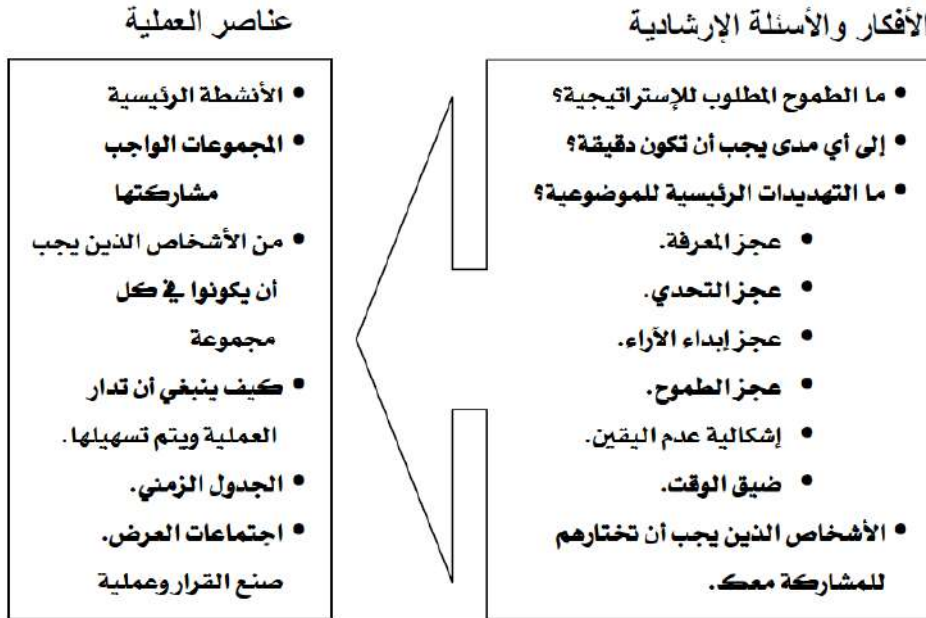 الأفكار والأسئلة الإرشادية
• ما الطموح المطلوب للإستراتيجية؟
• إلى أي مدى يجب أن تكون دقيقة؟
• ما التهديدات الرئيسية للموضوعية؟
• عجز المعرفة.
• عجز التحدي.
• عجز إبداء الآراء.
• عجز الطموح.
• إشكالية عدم اليقين.
• ضيق الوقت.
• الأشخاص الذين يجب أن تختارهم
للمشاركة معك.
عناصر العملية
• الأنشطة الرئيسية
• المجموعات الواجب
مشاركتها
• من الأشخاص الذين يجب
أن يكونوا في كل
مجموعة
• كيف ينبغي أن تدار
العملية ويتم تسهيلها.
• الجدول الزمني.
• اجتماعات العرض.
صنع القرار وعملية